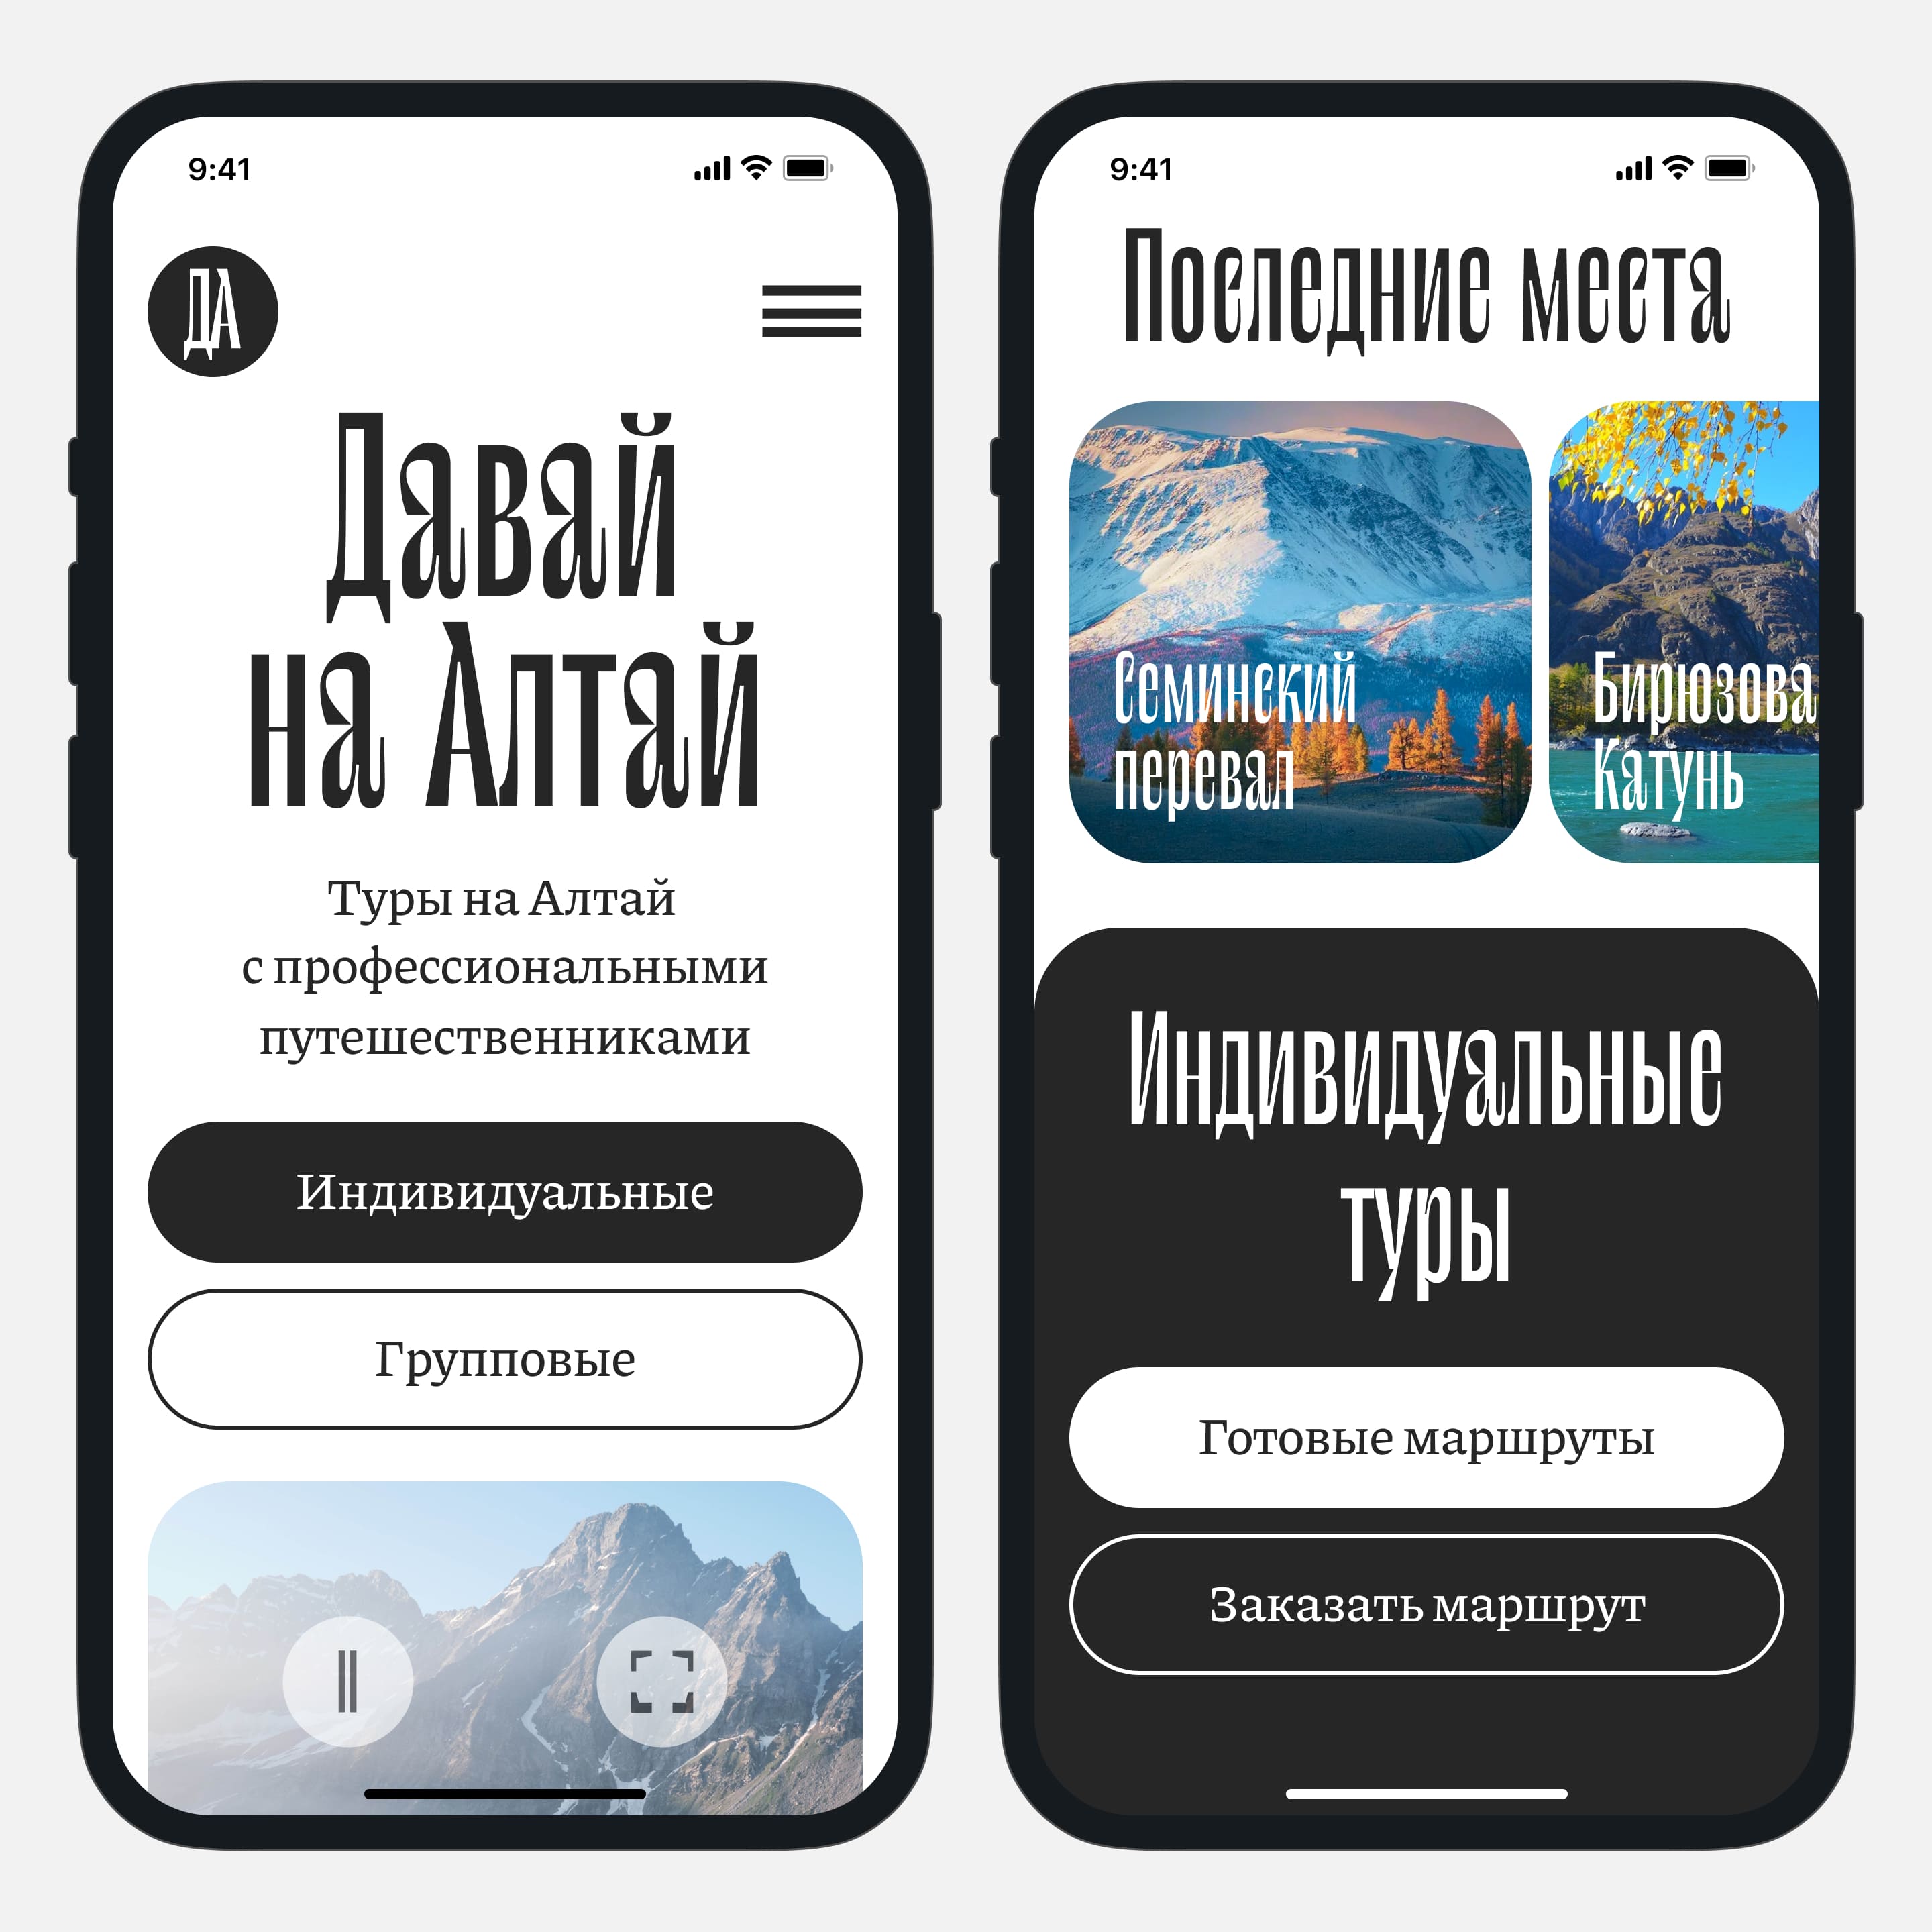 9:41
ДА
Давай
на Алтай
Туры на Алтай
с профессиональными
путешественниками
Индивидуальные
Групповые
9:41
Последние места
Семинский
перевал
Бирюзова
Катунь
Индивидуальные
туры
Готовые маршруты
Заказать маршрут